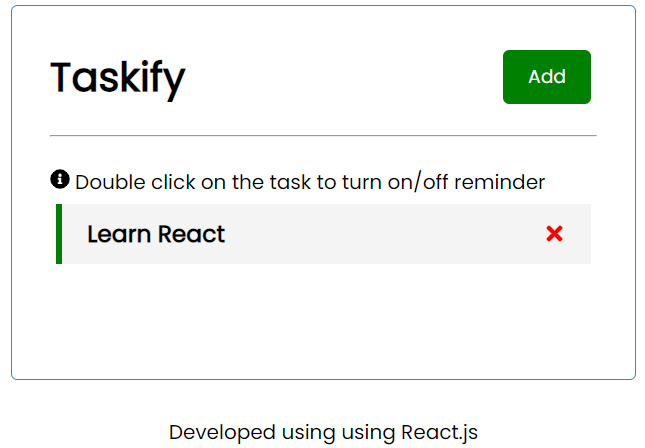 Taskify
Add
Double click on the task to turn on/off reminder
Learn React
Developed using using React.js